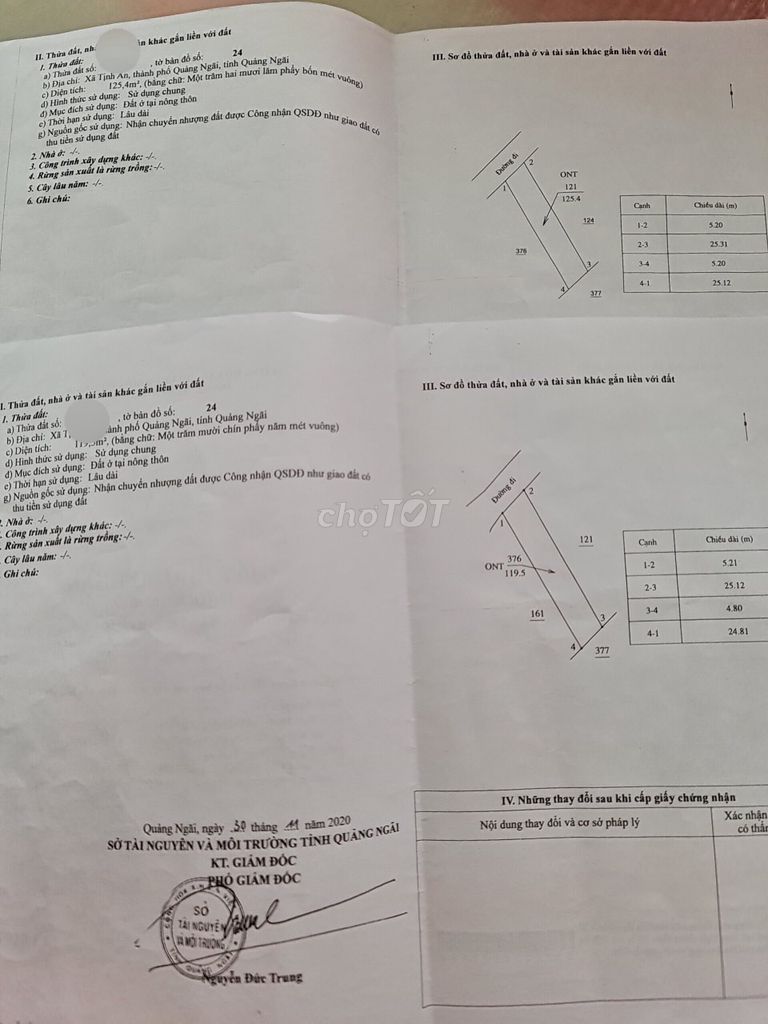 II. Thửa đất, nhà ản khác gắn liền với đất
1. Thửa đất:
a) Thửa đất số: , tờ bản đồ số: 24
b) Địa chỉ: Xã Tịnh An, thành phố Quảng Ngãi, tỉnh Quảng Ngãi
c) Diện tích: 125,4m², (bằng chữ: Một trăm hai mươi lăm phẩy bốn mét vuông)
d) Hình thức sử dụng: Sử dụng chung
đ) Mục đích sử dụng: Đất ở tại nông thôn
e) Thời hạn sử dụng: Lâu dài
g) Nguồn gốc sử dụng: Nhận chuyển nhượng đất được Công nhận QSDĐ như giao đất có
thu tiền sử dụng đất
2. Nhà ở: -/-.
3. Công trình xây dựng khác: -/-.
4. Rừng sản xuất là rừng trồng: -/-.
5. Cây lâu năm: -/-.
6. Ghi chú:
III. Sơ đồ thửa đất, nhà ở và tài sản khác gắn liền với đất
Đường đi
1
2
ONT
121
125.4
124
376
3
4
377
Cạnh Chiều dài (m)
1-2 5.20
2-3 25.31
3-4 5.20
4-1 25.12
I. Thửa đất, nhà ở và tài sản khác gắn liền với đất
1. Thửa đất:
a) Thửa đất số: , tờ bản đồ số: 24
b) Địa chỉ: Xã T ành phố Quảng Ngãi, tỉnh Quảng Ngãi
c) Diện tích: 119,5m², (bằng chữ: Một trăm mười chín phẩy năm mét vuông)
d) Hình thức sử dụng: Sử dụng chung
đ) Mục đích sử dụng: Đất ở tại nông thôn
e) Thời hạn sử dụng: Lâu dài
g) Nguồn gốc sử dụng: Nhận chuyển nhượng đất được Công nhận QSDĐ như giao đất có
thu tiền sử dụng đất
. Nhà ở: -/-.
. Công trình xây dựng khác: -/-.
. Rừng sản xuất là rừng trồng: -/-.
. Cây lâu năm: -/-.
Ghi chú:
chợTỐT
III. Sơ đồ thửa đất, nhà ở và tài sản khác gắn liền với đất
Đường đi
1
2
121
ONT 376
119.5
161
3
4
377
Cạnh Chiều dài (m)
1-2 5.21
2-3 25.12
3-4 4.80
4-1 24.81
Quảng Ngãi, ngày 30 tháng 11 năm 2020
SỞ TÀI NGUYÊN VÀ MÔI TRƯỜNG TỈNH QUẢNG NGÃI
KT. GIÁM ĐỐC
PHÓ GIÁM ĐỐC
SỞ
TÀI NGUYÊN
VÀ MÔI TRƯỜNG
Nguyễn Đức Trung
IV. Những thay đổi sau khi cấp giấy chứng nhận
Nội dung thay đổi và cơ sở pháp lý
Xác nhận
có thẩ